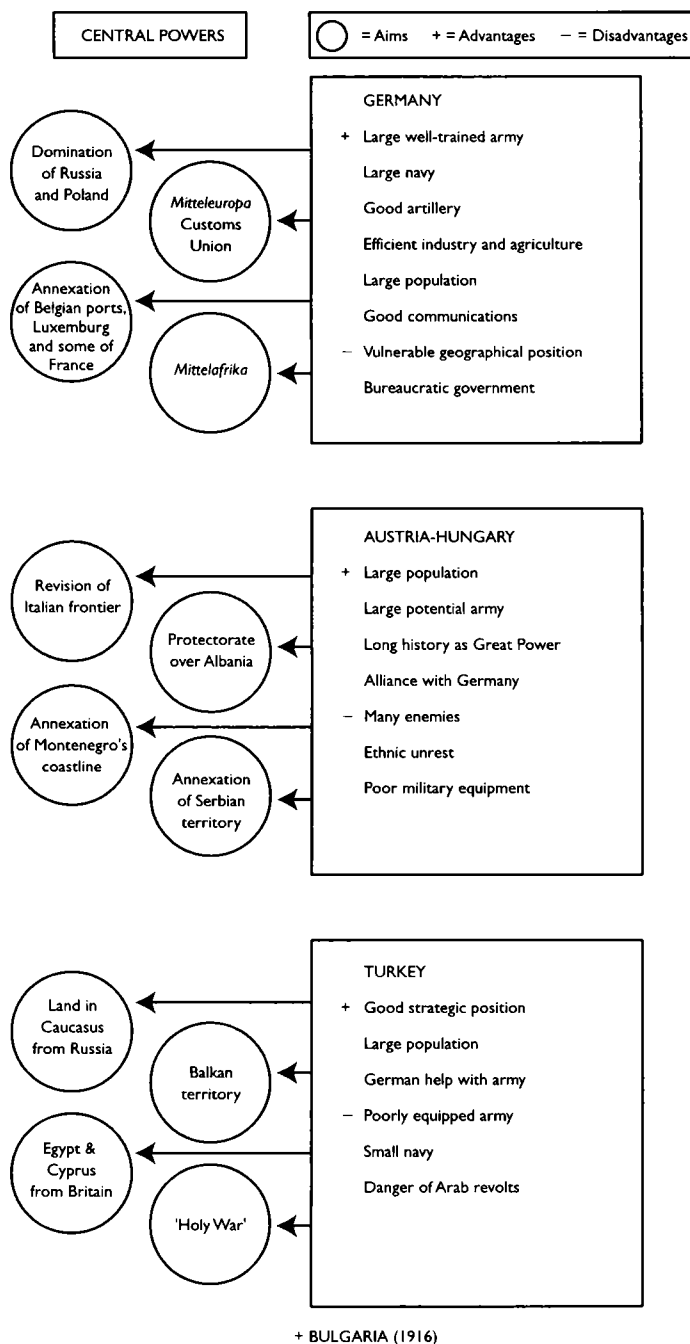 CENTRAL POWERS
= Aims + = Advantages − = Disadvantages
GERMANY
+ Large well-trained army
Large navy
Good artillery
Efficient industry and agriculture
Large population
Good communications
− Vulnerable geographical position
Bureaucratic government
Domination
of Russia
and Poland
Mitteleuropa
Customs
Union
Annexation
of Belgian ports,
Luxemburg
and some of
France
Mittelafrika
AUSTRIA-HUNGARY
+ Large population
Large potential army
Long history as Great Power
Alliance with Germany
− Many enemies
Ethnic unrest
Poor military equipment
Revision of
Italian frontier
Protectorate
over Albania
Annexation
of Montenegro's
coastline
Annexation
of Serbian
territory
TURKEY
+ Good strategic position
Large population
German help with army
− Poorly equipped army
Small navy
Danger of Arab revolts
Land in
Caucasus
from Russia
Balkan
territory
Egypt &
Cyprus
from Britain
'Holy War'
+ BULGARIA (1916)